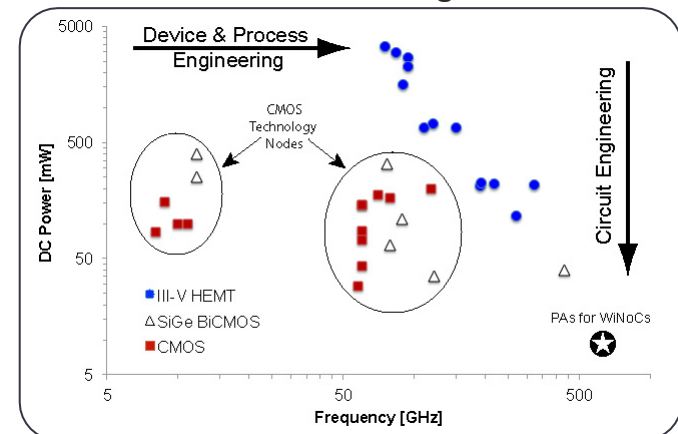 5000
500
50
5
DC Power [mW]
Device & Process
Engineering
CMOS
Technology
Nodes
Circuit Engineering
III-V HEMT
SiGe BiCMOS
CMOS
PAs for WiNoCs
5
50
500
Frequency [GHz]